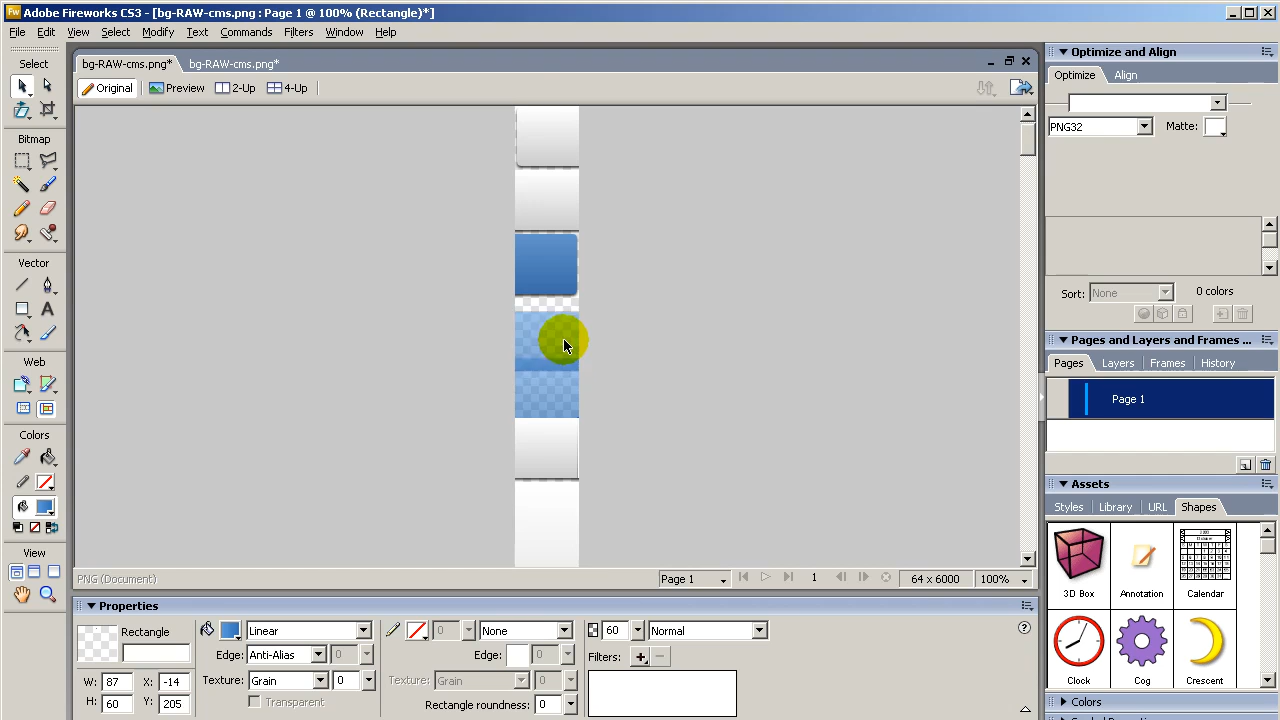 Adobe Fireworks CS3 - [bg-RAW-cms.png : Page 1 @ 100% (Rectangle)*]
File Edit View Select Modify Text Commands Filters Window Help
Select
Bitmap
Vector
Web
Colors
View
bg-RAW-cms.png* bg-RAW-cms.png*
Original Preview 2-Up 4-Up
PNG (Document)
Page 1 1 64 x 6000 100%
Properties
Rectangle
Linear
Edge: Anti-Alias 0
Texture: Grain 0
Transparent
W: 87 X: -14
H: 60 Y: 205
0 None
Edge: 0
Texture: Grain 0
Rectangle roundness: 0
60 Normal
Filters:
Optimize and Align
Optimize Align
PNG32 Matte:
Sort: None 0 colors
Pages and Layers and Frames ...
Pages Layers Frames History
Page 1
Assets
Styles Library URL Shapes
3D Box Annotation Calendar
Clock Cog Crescent
Colors